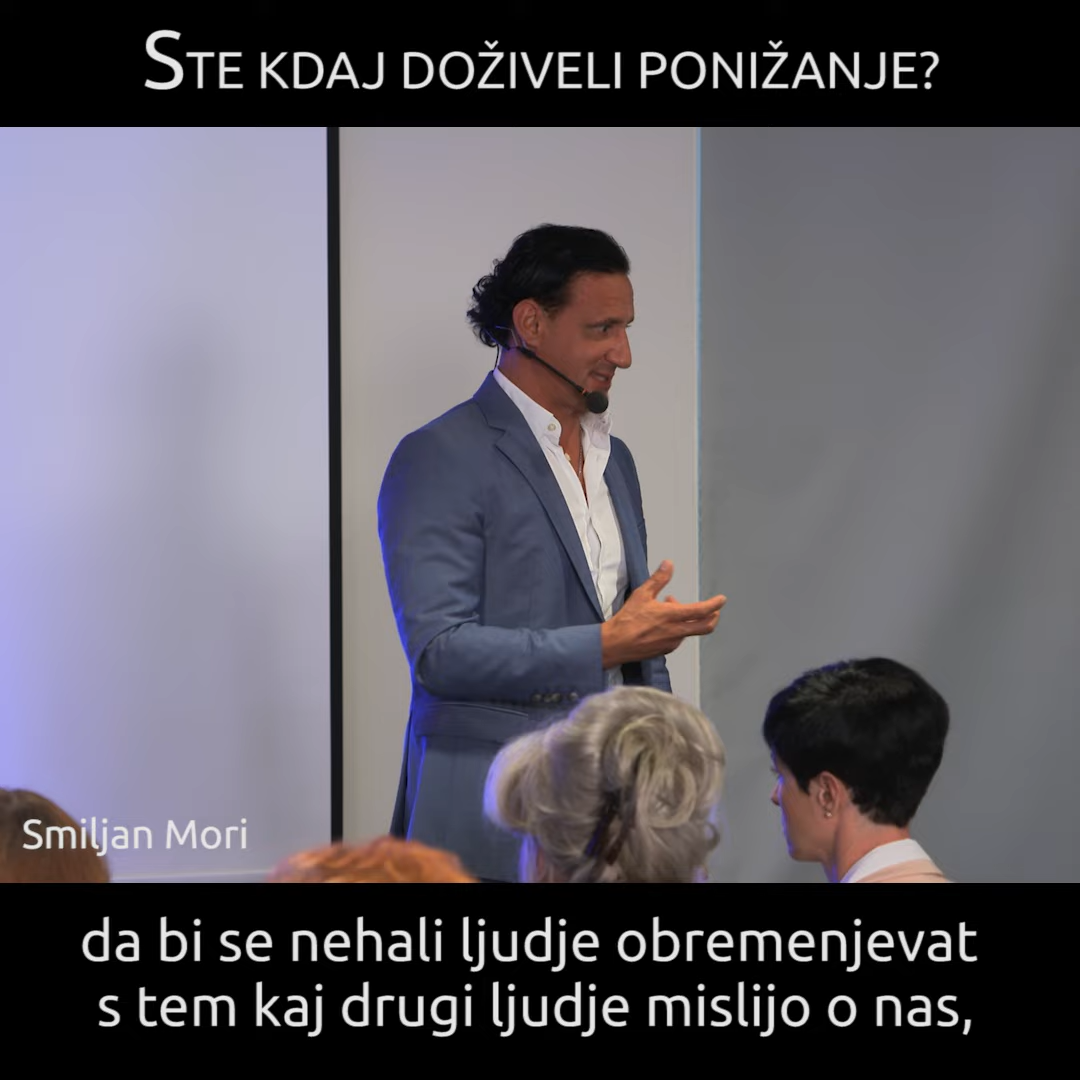 STE KDAJ DOŽIVELI PONIŽANJE?
Smiljan Mori
da bi se nehali ljudje obremenjevat
s tem kaj drugi ljudje mislijo o nas,